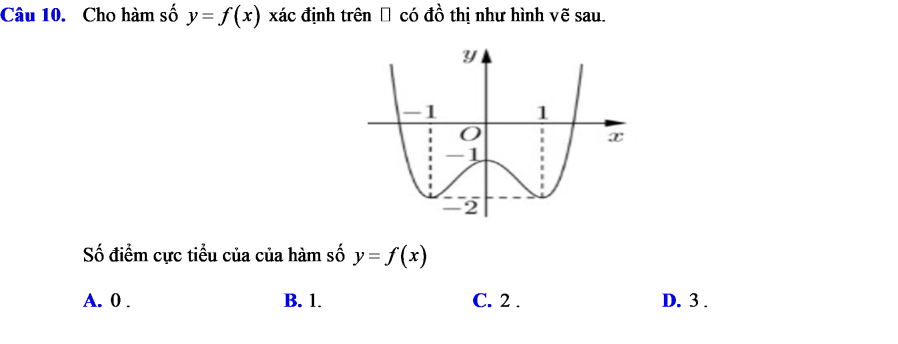 Câu 10. Cho hàm số y = f(x) xác định trên □ có đồ thị như hình vẽ sau.
y
−1 1
O x
−1
−2
Số điểm cực tiểu của của hàm số y = f(x)
A. 0 . B. 1. C. 2 . D. 3 .